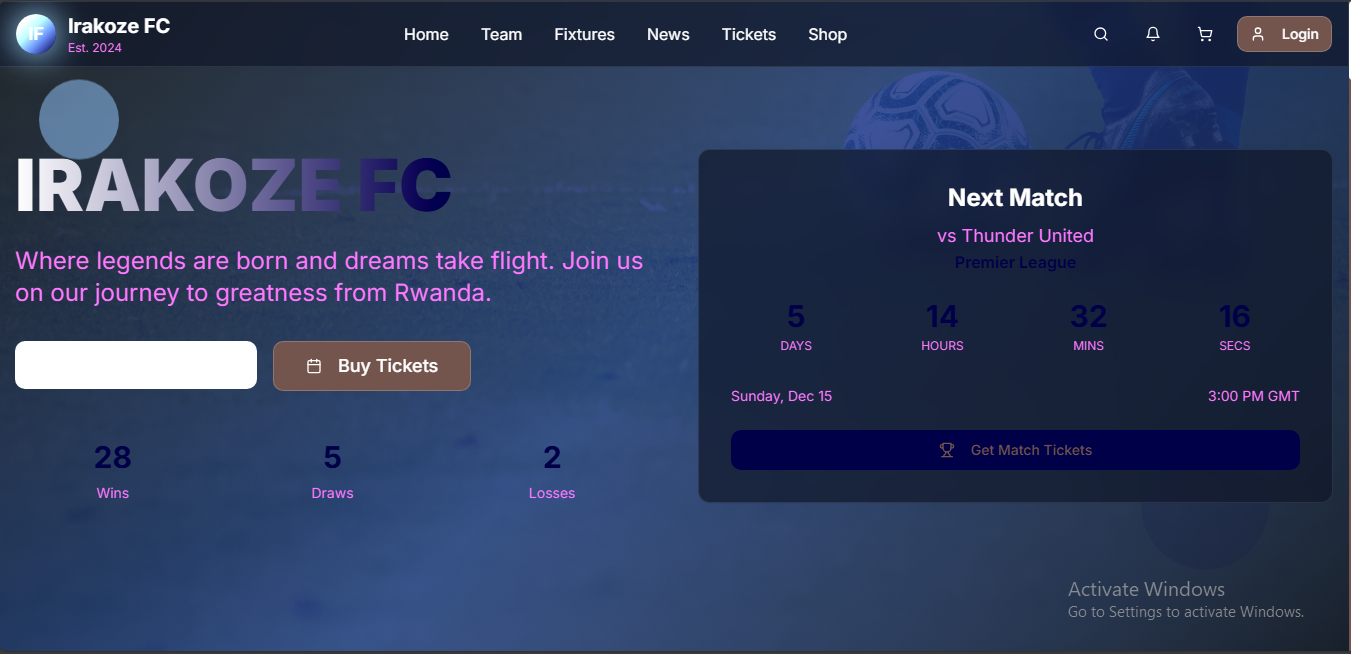 IF
Irakoze FC
Est. 2024
Home
Team
Fixtures
News
Tickets
Shop
Login
IRAKOZE FC
Where legends are born and dreams take flight. Join us
on our journey to greatness from Rwanda.
Buy Tickets
28
Wins
5
Draws
2
Losses
Next Match
vs Thunder United
Premier League
5
DAYS
14
HOURS
32
MINS
16
SECS
Sunday, Dec 15
3:00 PM GMT
Get Match Tickets
Activate Windows
Go to Settings to activate Windows.